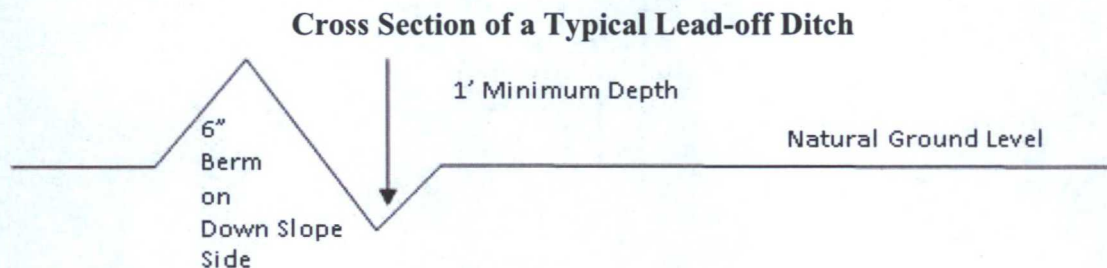 Cross Section of a Typical Lead-off Ditch
1’ Minimum Depth
Natural Ground Level
6”
Berm
on
Down Slope
Side